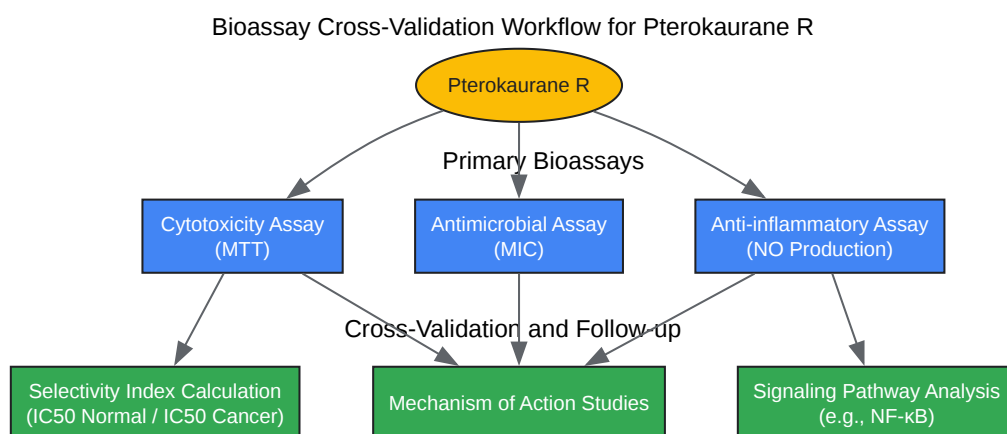 Bioassay Cross-Validation Workflow for Pterokaurane R
Pterokaurane R
Primary Bioassays
Cytotoxicity Assay
(MTT)
Antimicrobial Assay
(MIC)
Anti-inflammatory Assay
(NO Production)
Cross-Validation and Follow-up
Selectivity Index Calculation
(IC50 Normal / IC50 Cancer)
Mechanism of Action Studies
Signaling Pathway Analysis
(e.g., NF-κB)